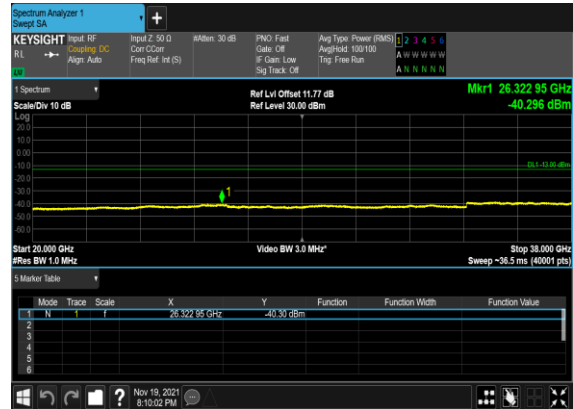 Spectrum Analyzer 1
Swept SA
+
KEYSIGHT Input: RF Input Z: 50 Ω #Atten: 30 dB PNO: Fast Avg Type: Power (RMS) 1 2 3 4 5 6
RL Coupling: DC Corr CCorr Gate: Off Avg|Hold: 100/100 A W W W W W
Align: Auto Freq Ref: Int (S) IF Gain: Low Trig: Free Run
Sig Track: Off A N N N N N
1 Spectrum Ref Lvl Offset 11.77 dB Mkr1 26.322 95 GHz
Scale/Div 10 dB Ref Level 30.00 dBm -40.296 dBm
Log
20.0
10.0
0.00
-10.0
DL1 -13.00 dBm
-20.0
-30.0
1
-40.0
-50.0
-60.0
Start 20.000 GHz Video BW 3.0 MHz* Stop 38.000 GHz
#Res BW 1.0 MHz Sweep ~36.5 ms (40001 pts)
5 Marker Table
Mode Trace Scale X Y Function Function Width Function Value
1 N 1 f 26.322 95 GHz -40.30 dBm
2
3
4
5
6
? Nov 19, 2021
8:10:02 PM